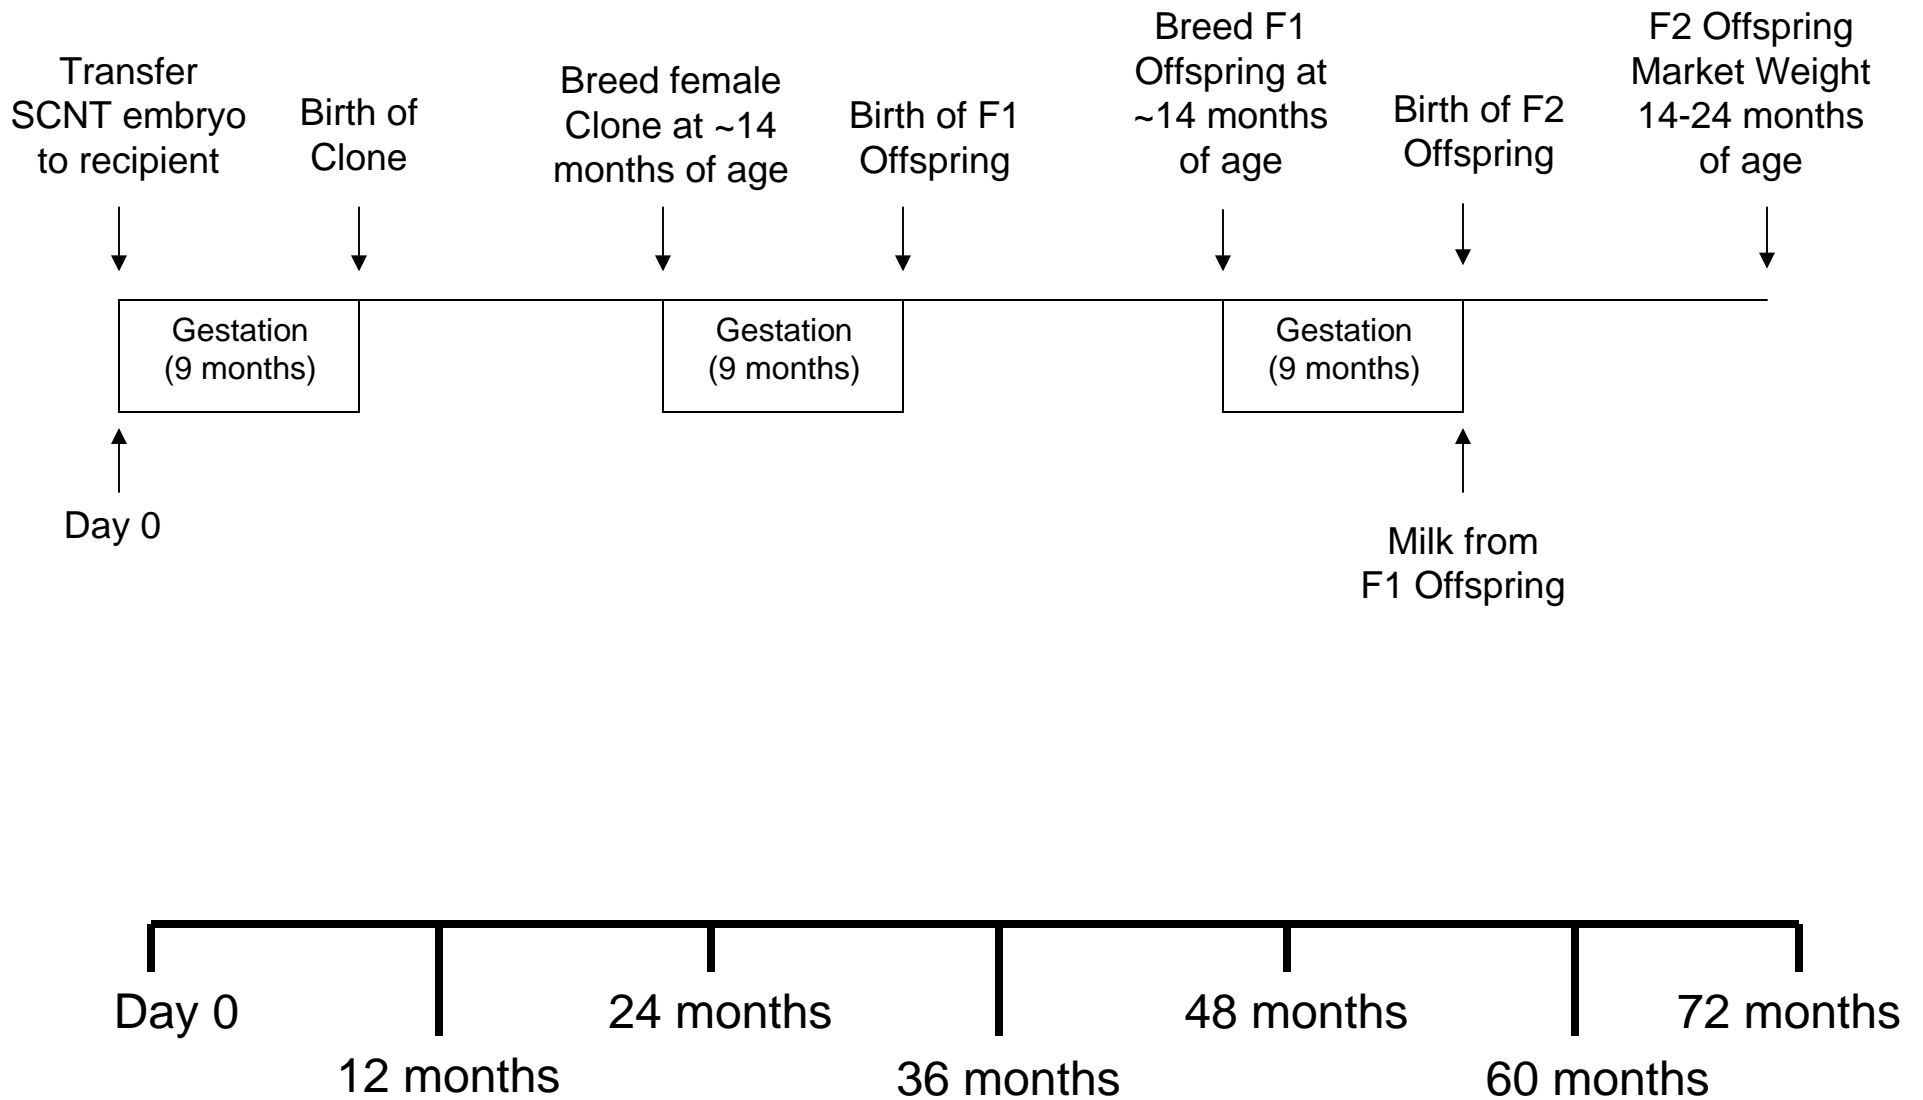 Transfer
SCNT embryo
to recipient
Birth of
Clone
Breed female
Clone at ~14
months of age
Birth of F1
Offspring
Breed F1
Offspring at
~14 months
of age
Birth of F2
Offspring
F2 Offspring
Market Weight
14-24 months
of age
Gestation
(9 months)
Gestation
(9 months)
Gestation
(9 months)
Day 0
Milk from
F1 Offspring
Day 0
12 months
24 months
36 months
48 months
60 months
72 months